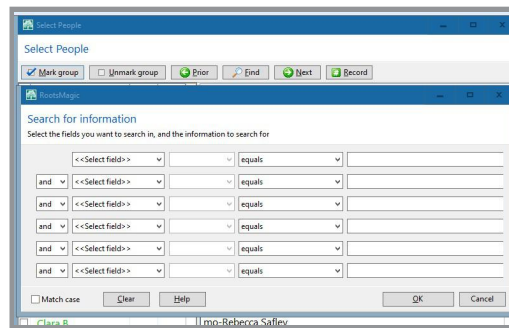 Select People
Select People
Mark group Unmark group Prior Find Next Record
RootsMagic
Search for information
Select the fields you want to search in, and the information to search for
<<Select field>> equals
and <<Select field>> equals
and <<Select field>> equals
and <<Select field>> equals
and <<Select field>> equals
and <<Select field>> equals
Match case Clear Help OK Cancel
Clara B mo-Rebecca Safley